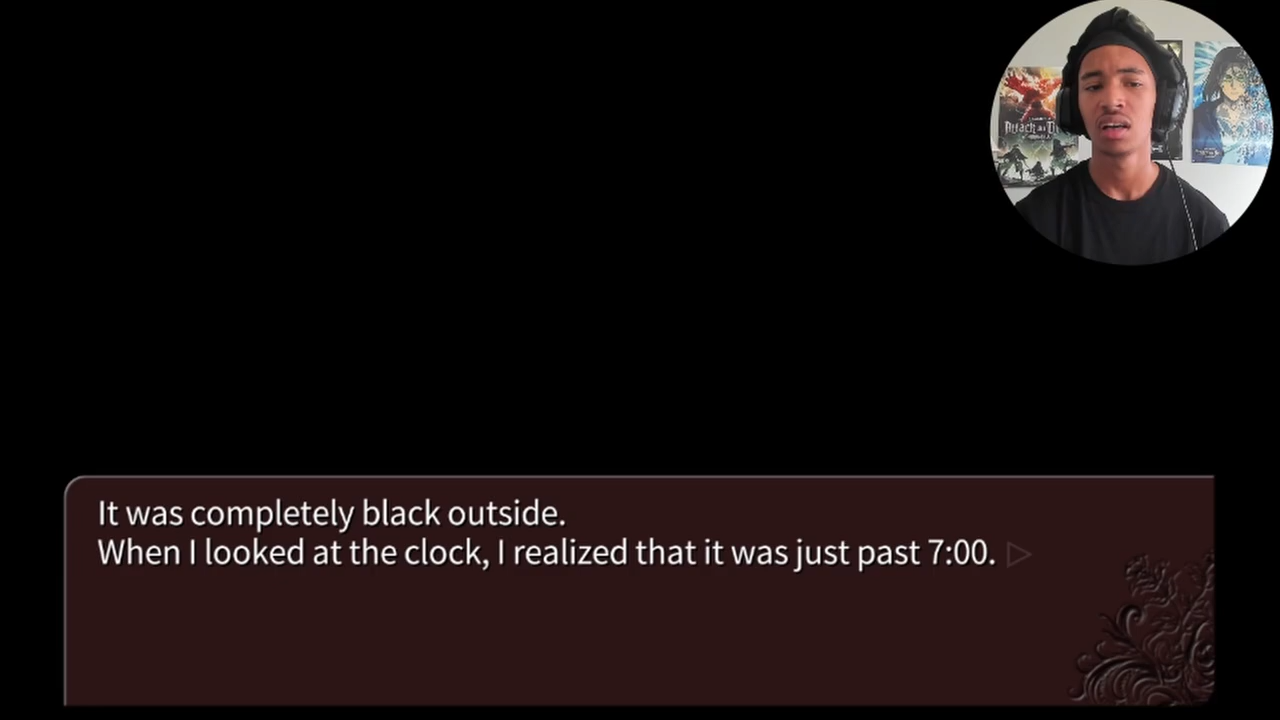 It was completely black outside.
When I looked at the clock, I realized that it was just past 7:00.